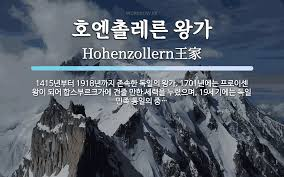 호엔촐레른 왕가
Hohenzollern王家
1415년부터 1918년까지 존속한 독일의 왕가. 1701년에는 프로이센
왕이 되어 합스부르크가에 견줄 만한 세력을 누렸으며, 19세기에는 독일
민족 통일의 중…